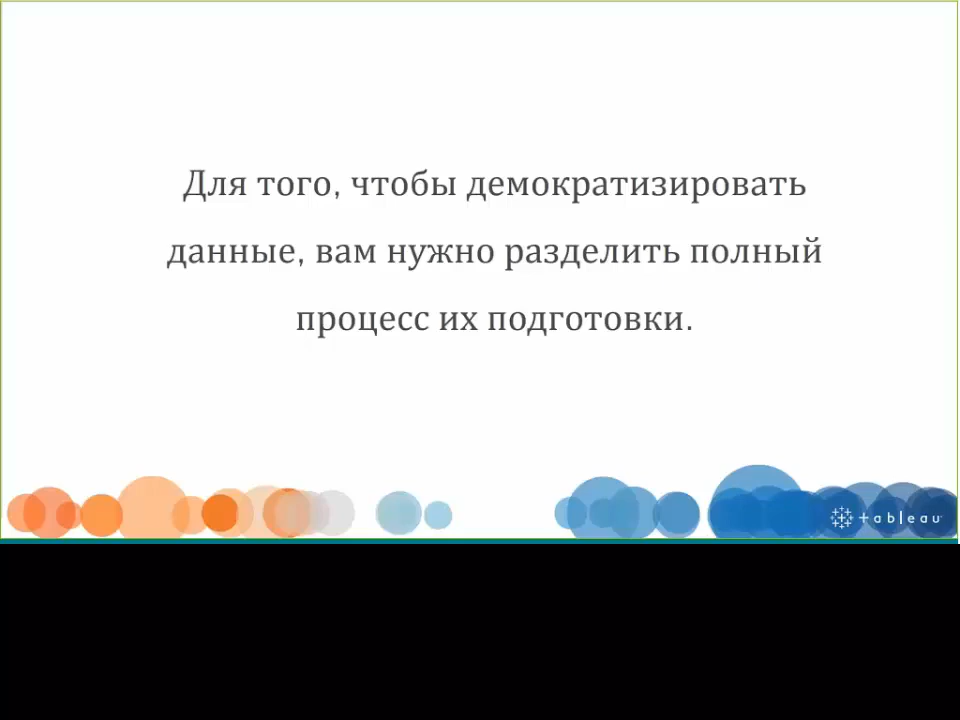 Для того, чтобы демократизировать
данные, вам нужно разделить полный
процесс их подготовки.
+ableau